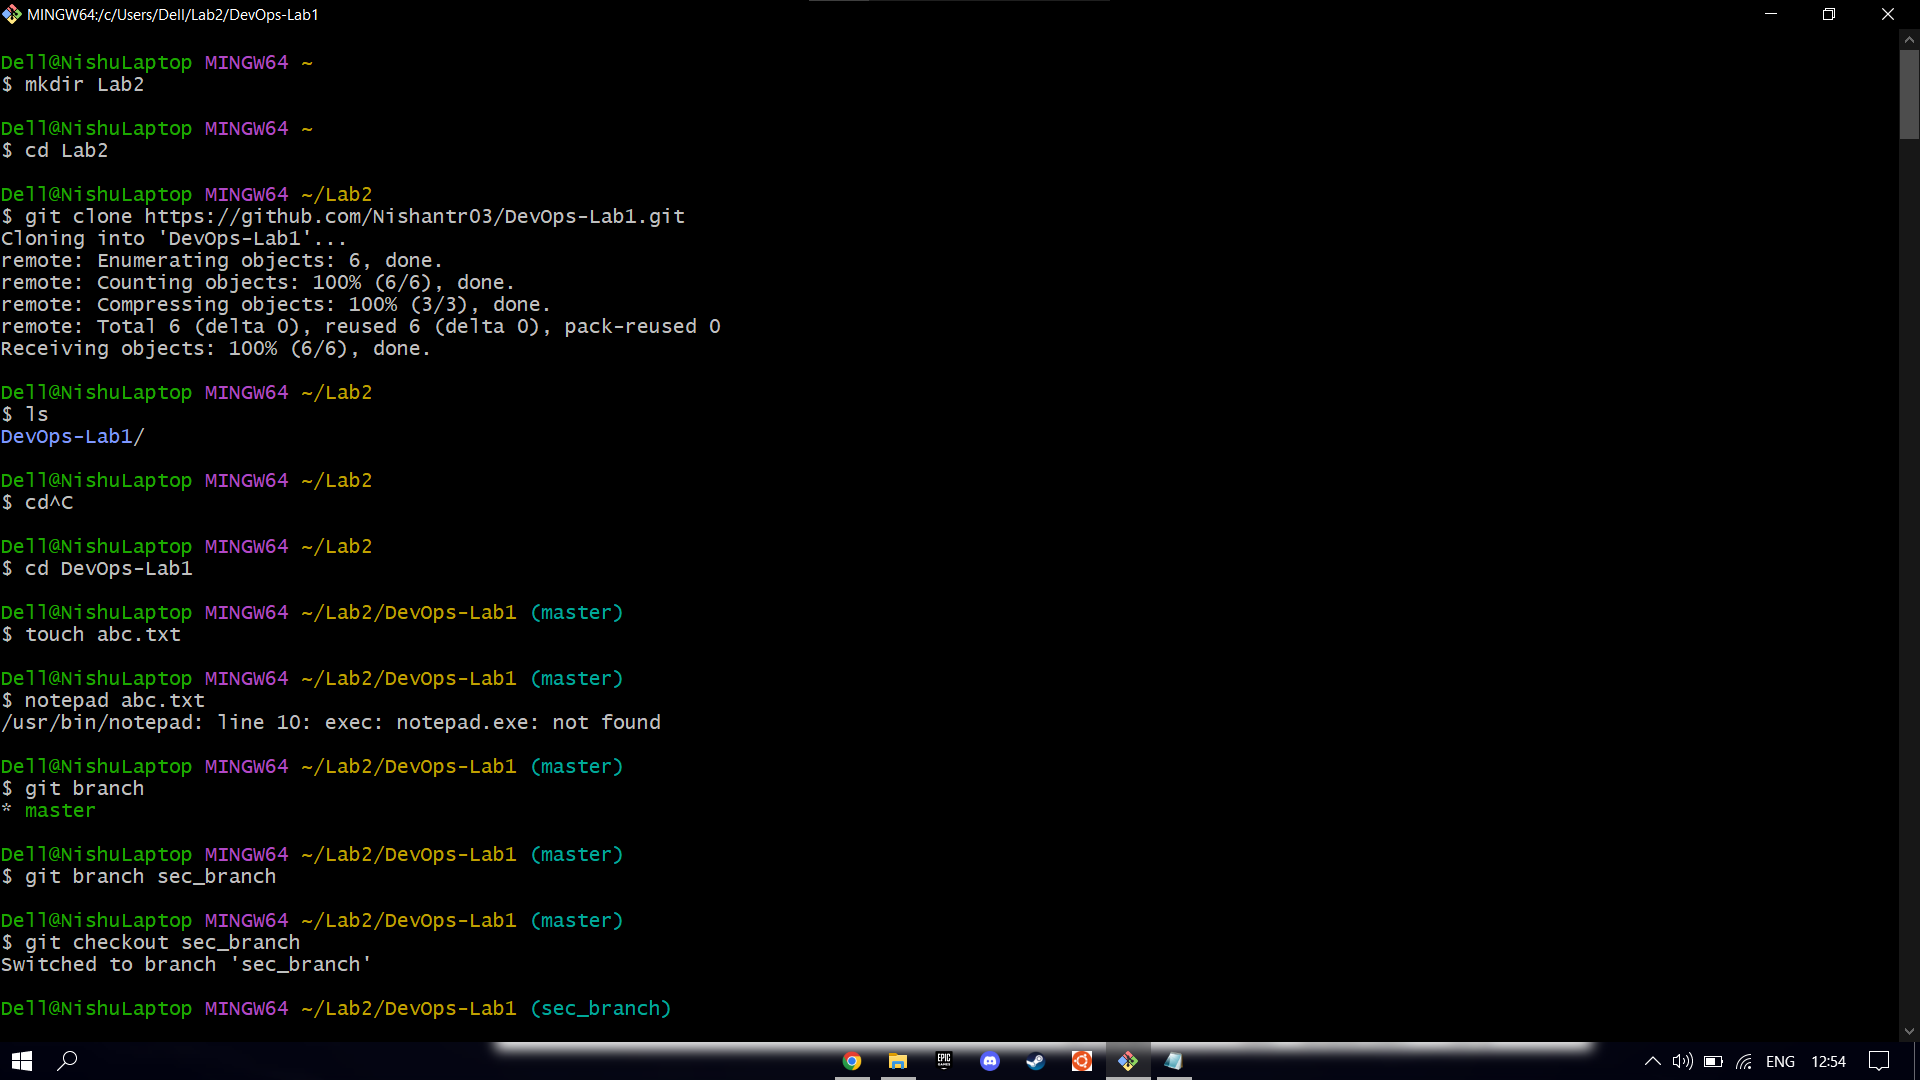 MINGW64:/c/Users/Dell/Lab2/DevOps-Lab1
Dell@NishuLaptop MINGW64 ~
$ mkdir Lab2
Dell@NishuLaptop MINGW64 ~
$ cd Lab2
Dell@NishuLaptop MINGW64 ~/Lab2
$ git clone https://github.com/Nishantr03/DevOps-Lab1.git
Cloning into 'DevOps-Lab1'...
remote: Enumerating objects: 6, done.
remote: Counting objects: 100% (6/6), done.
remote: Compressing objects: 100% (3/3), done.
remote: Total 6 (delta 0), reused 6 (delta 0), pack-reused 0
Receiving objects: 100% (6/6), done.
Dell@NishuLaptop MINGW64 ~/Lab2
$ ls
DevOps-Lab1/
Dell@NishuLaptop MINGW64 ~/Lab2
$ cd^C
Dell@NishuLaptop MINGW64 ~/Lab2
$ cd DevOps-Lab1
Dell@NishuLaptop MINGW64 ~/Lab2/DevOps-Lab1 (master)
$ touch abc.txt
Dell@NishuLaptop MINGW64 ~/Lab2/DevOps-Lab1 (master)
$ notepad abc.txt
/usr/bin/notepad: line 10: exec: notepad.exe: not found
Dell@NishuLaptop MINGW64 ~/Lab2/DevOps-Lab1 (master)
$ git branch
* master
Dell@NishuLaptop MINGW64 ~/Lab2/DevOps-Lab1 (master)
$ git branch sec_branch
Dell@NishuLaptop MINGW64 ~/Lab2/DevOps-Lab1 (master)
$ git checkout sec_branch
Switched to branch 'sec_branch'
Dell@NishuLaptop MINGW64 ~/Lab2/DevOps-Lab1 (sec_branch)
EPIC
GAMES
ENG 12:54